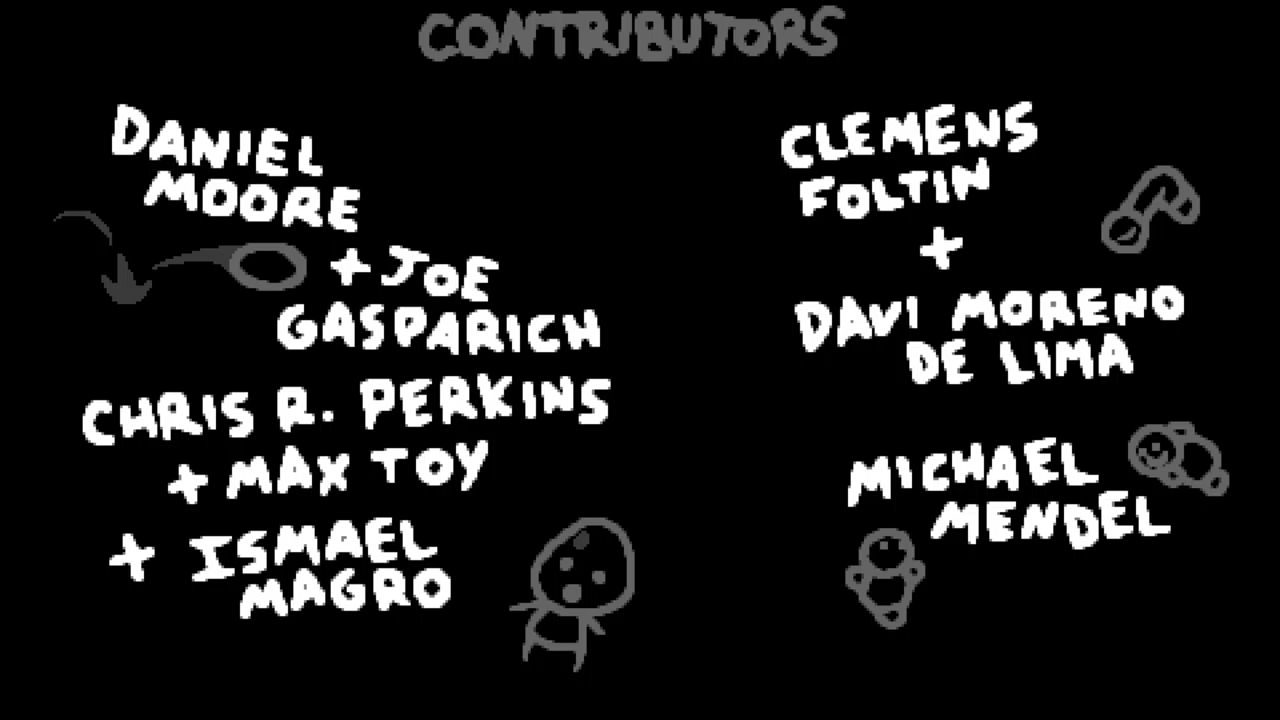 CONTRIBUTORS
DANIEL
MOORE
+ JOE
GASPARICH
CHRIS R. PERKINS
+ MAX TOY
+ ISMAEL
MAGRO
CLEMENS
FOLTIN
+
DAVI MORENO
DE LIMA
MICHAEL
MENDEL